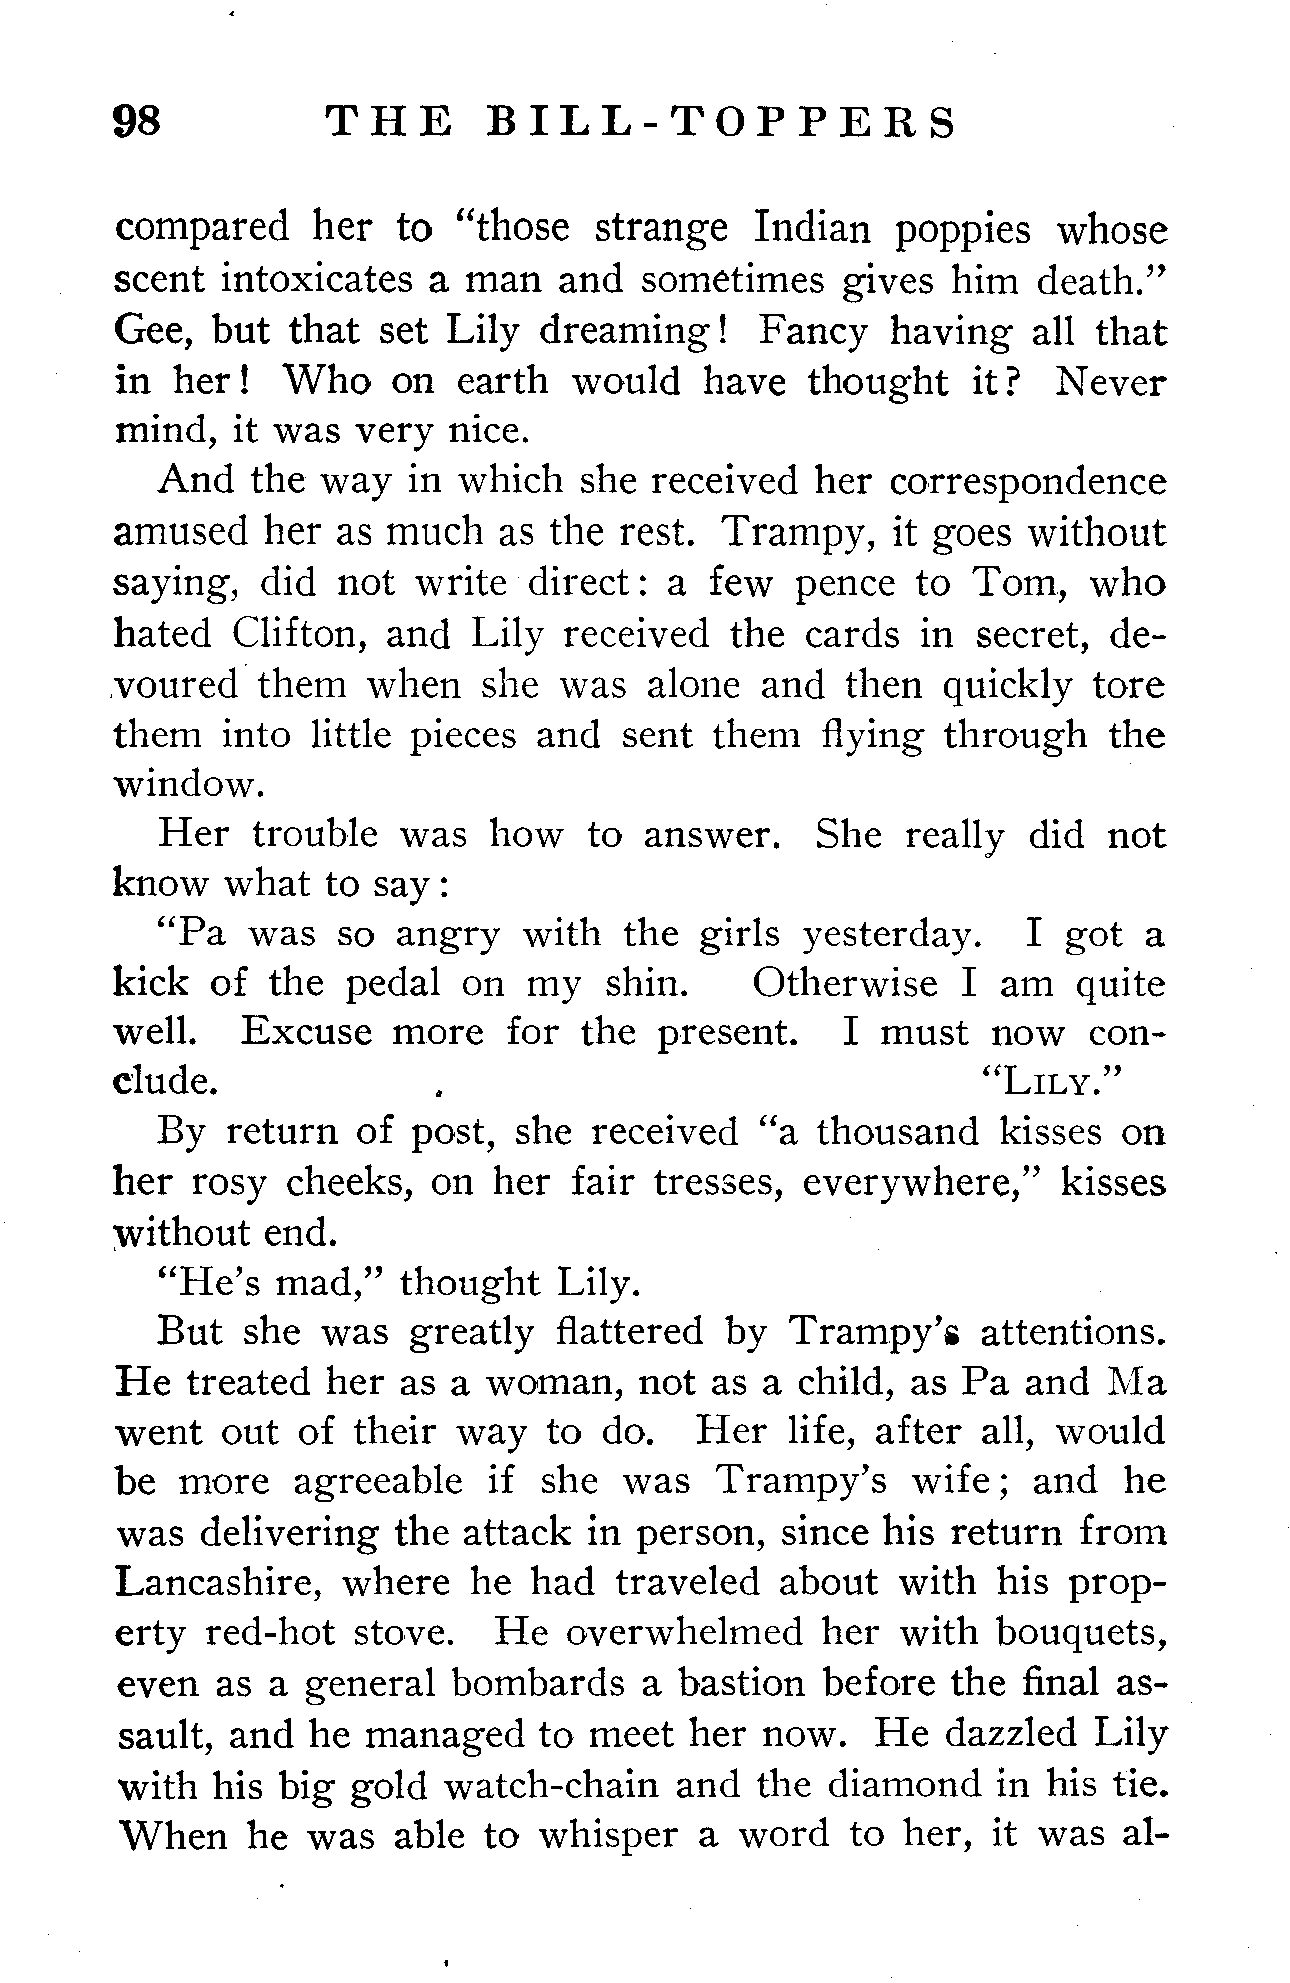 98 THE BILL-TOPPERS
compared her to “those strange Indian poppies whose
scent intoxicates a man and sometimes gives him death.”
Gee, but that set Lily dreaming! Fancy having all that
in her! Who on earth would have thought it? Never
mind, it was very nice.
And the way in which she received her correspondence
amused her as much as the rest. Trampy, it goes without
saying, did not write direct: a few pence to Tom, who
hated Clifton, and Lily received the cards in secret, de-
voured them when she was alone and then quickly tore
them into little pieces and sent them flying through the
window.
Her trouble was how to answer. She really did not
know what to say:
“Pa was so angry with the girls yesterday. I got a
kick of the pedal on my shin. Otherwise I am quite
well. Excuse more for the present. I must now con-
clude. “LILY.”
By return of post, she received “a thousand kisses on
her rosy cheeks, on her fair tresses, everywhere,” kisses
without end.
“He’s mad,” thought Lily.
But she was greatly flattered by Trampy’s attentions.
He treated her as a woman, not as a child, as Pa and Ma
went out of their way to do. Her life, after all, would
be more agreeable if she was Trampy’s wife; and he
was delivering the attack in person, since his return from
Lancashire, where he had traveled about with his prop-
erty red-hot stove. He overwhelmed her with bouquets,
even as a general bombards a bastion before the final as-
sault, and he managed to meet her now. He dazzled Lily
with his big gold watch-chain and the diamond in his tie.
When he was able to whisper a word to her, it was al-